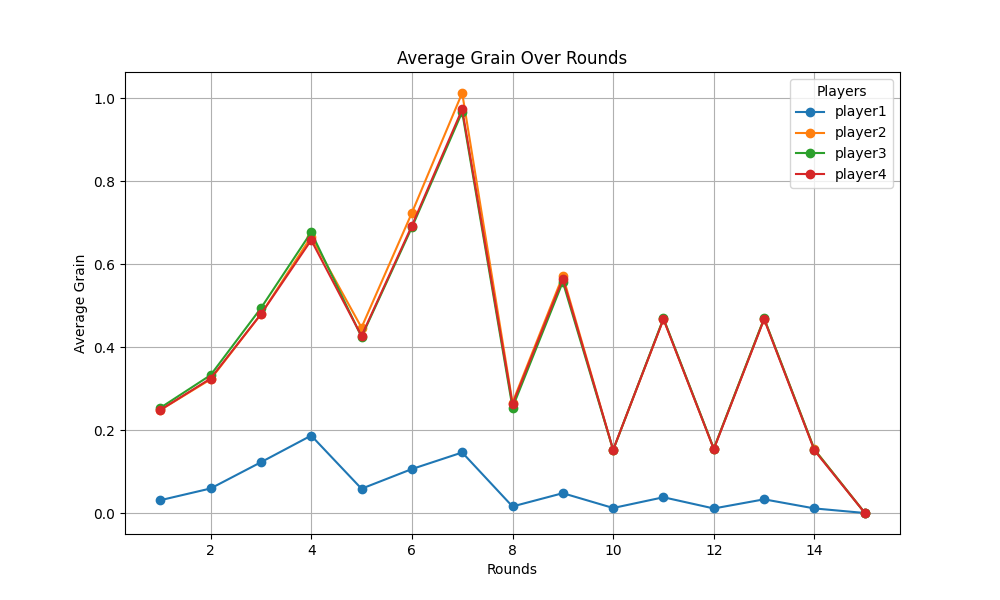 Average Grain Over Rounds
Players
player1
player2
player3
player4
Average Grain
1.0
0.8
0.6
0.4
0.2
0.0
2 4 6 8 10 12 14
Rounds